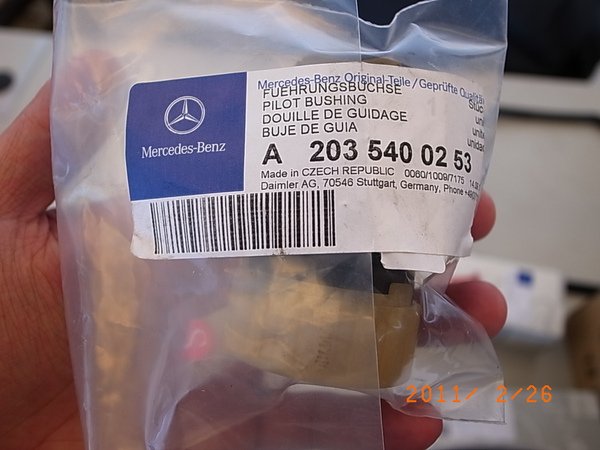 Mercedes-Benz Original-Teile/Geprüfte Qualität
FUEHRUNGSBUCHSE
PILOT BUSHING
DOUILLE DE GUIDAGE
BUJE DE GUIA
Mercedes-Benz
A 203 540 02 53
Made in CZECH REPUBLIC 0060/1009/7175
Daimler AG, 70546 Stuttgart, Germany, Phone
2011/ 2/26